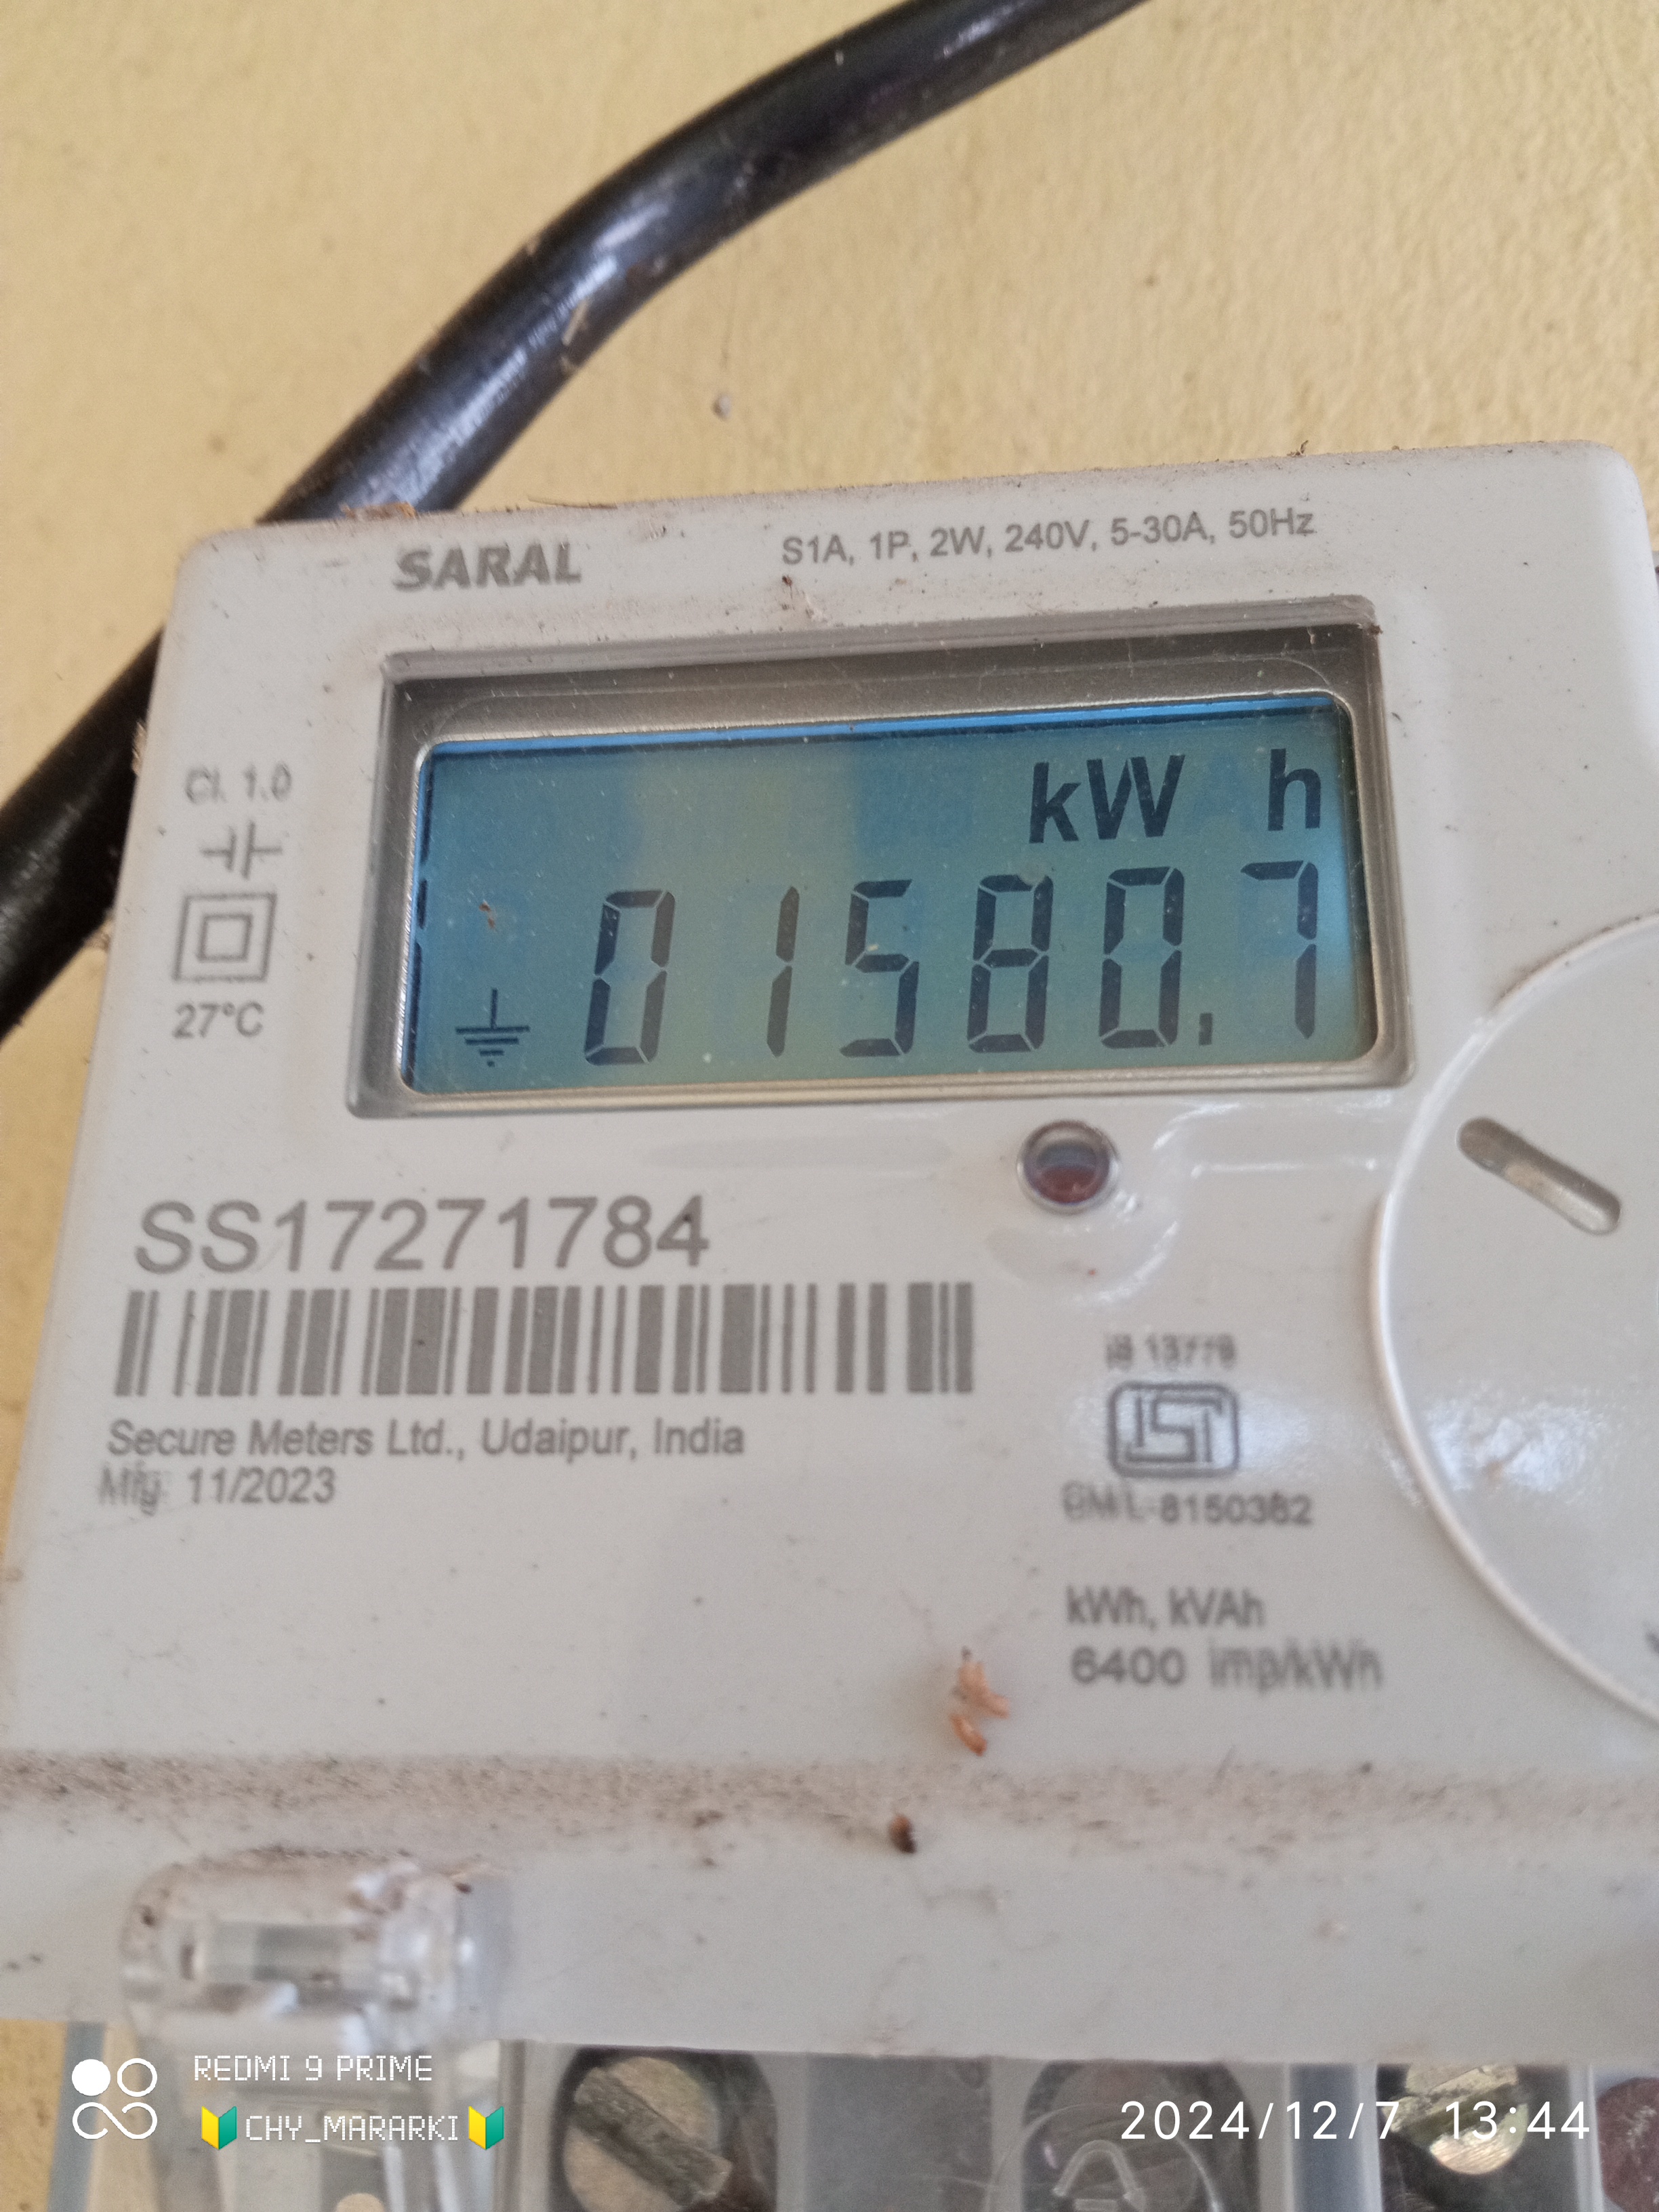 SARAL
S1A, 1P, 2W, 240V, 5-30A, 50Hz
kW h
01580.7
Cl. 1.0
27°C
SS17271784
Secure Meters Ltd., Udaipur, India
Mfg 11/2023
IS 13779
ISI
CM/L-8150382
kWh, kVAh
6400 imp/kWh
REDMI 9 PRIME
🔰CHY_MARARKI🔰
2024/12/7 13:44